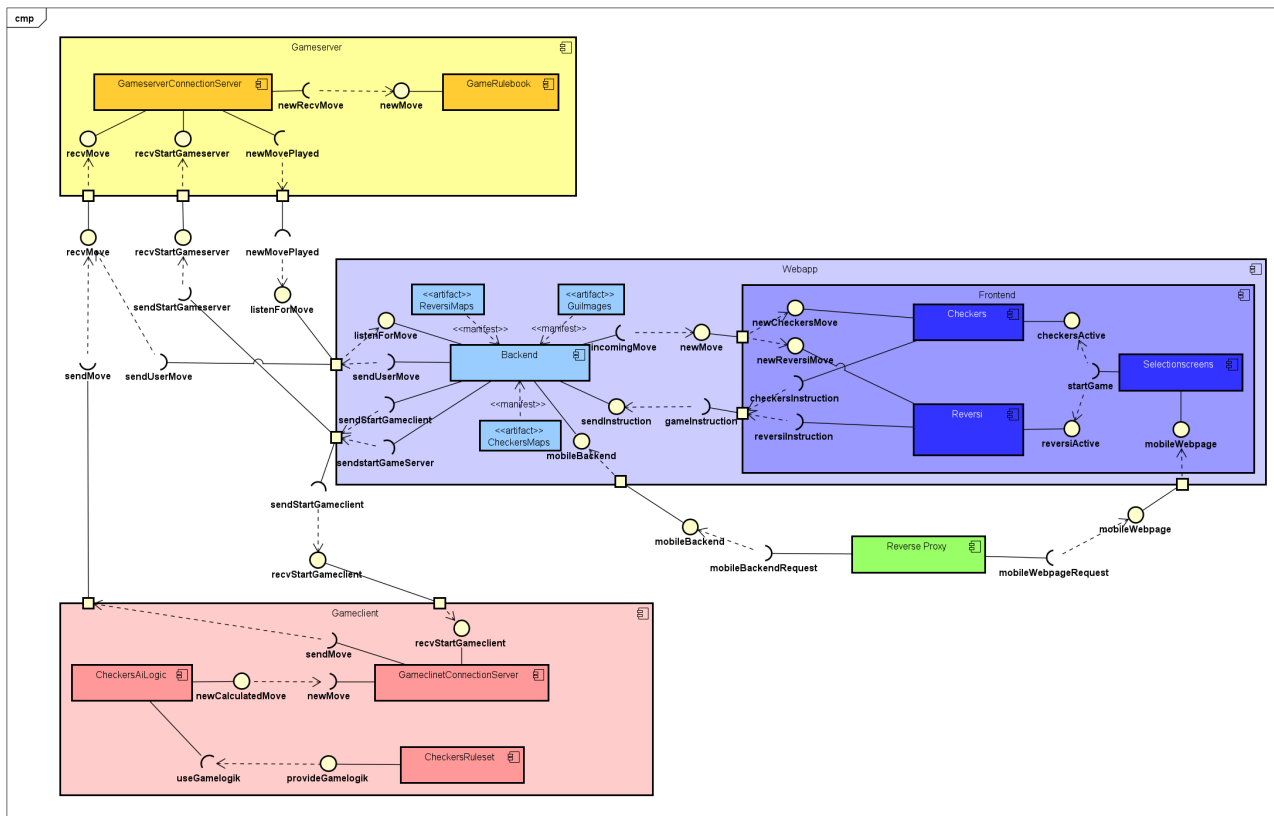 cmp
Gameserver
GameserverConnectionServer
GameRulebook
newRecvMove
newMove
recvMove
recvStartGameserver
newMovePlayed
recvMove
recvStartGameserver
newMovePlayed
sendStartGameserver
listenForMove
sendMove
sendUserMove
Webapp
<<artifact>>
ReversiMaps
<<artifact>>
GuiImages
<<manifest>>
<<manifest>>
listenForMove
Backend
incomingMove
newMove
sendUserMove
<<manifest>>
sendStartGameclient
<<artifact>>
CheckersMaps
sendInstruction
gameInstruction
sendstartGameServer
mobileBackend
Frontend
newCheckersMove
Checkers
checkersActive
newReversiMove
Selectionscreens
startGame
checkersInstruction
Reversi
reversiInstruction
reversiActive
mobileWebpage
sendStartGameclient
mobileBackend
Reverse Proxy
mobileWebpage
mobileBackendRequest
mobileWebpageRequest
recvStartGameclient
Gameclient
recvStartGameclient
sendMove
CheckersAiLogic
newCalculatedMove
newMove
GameclinetConnectionServer
CheckersRuleset
useGamelogik
provideGamelogik